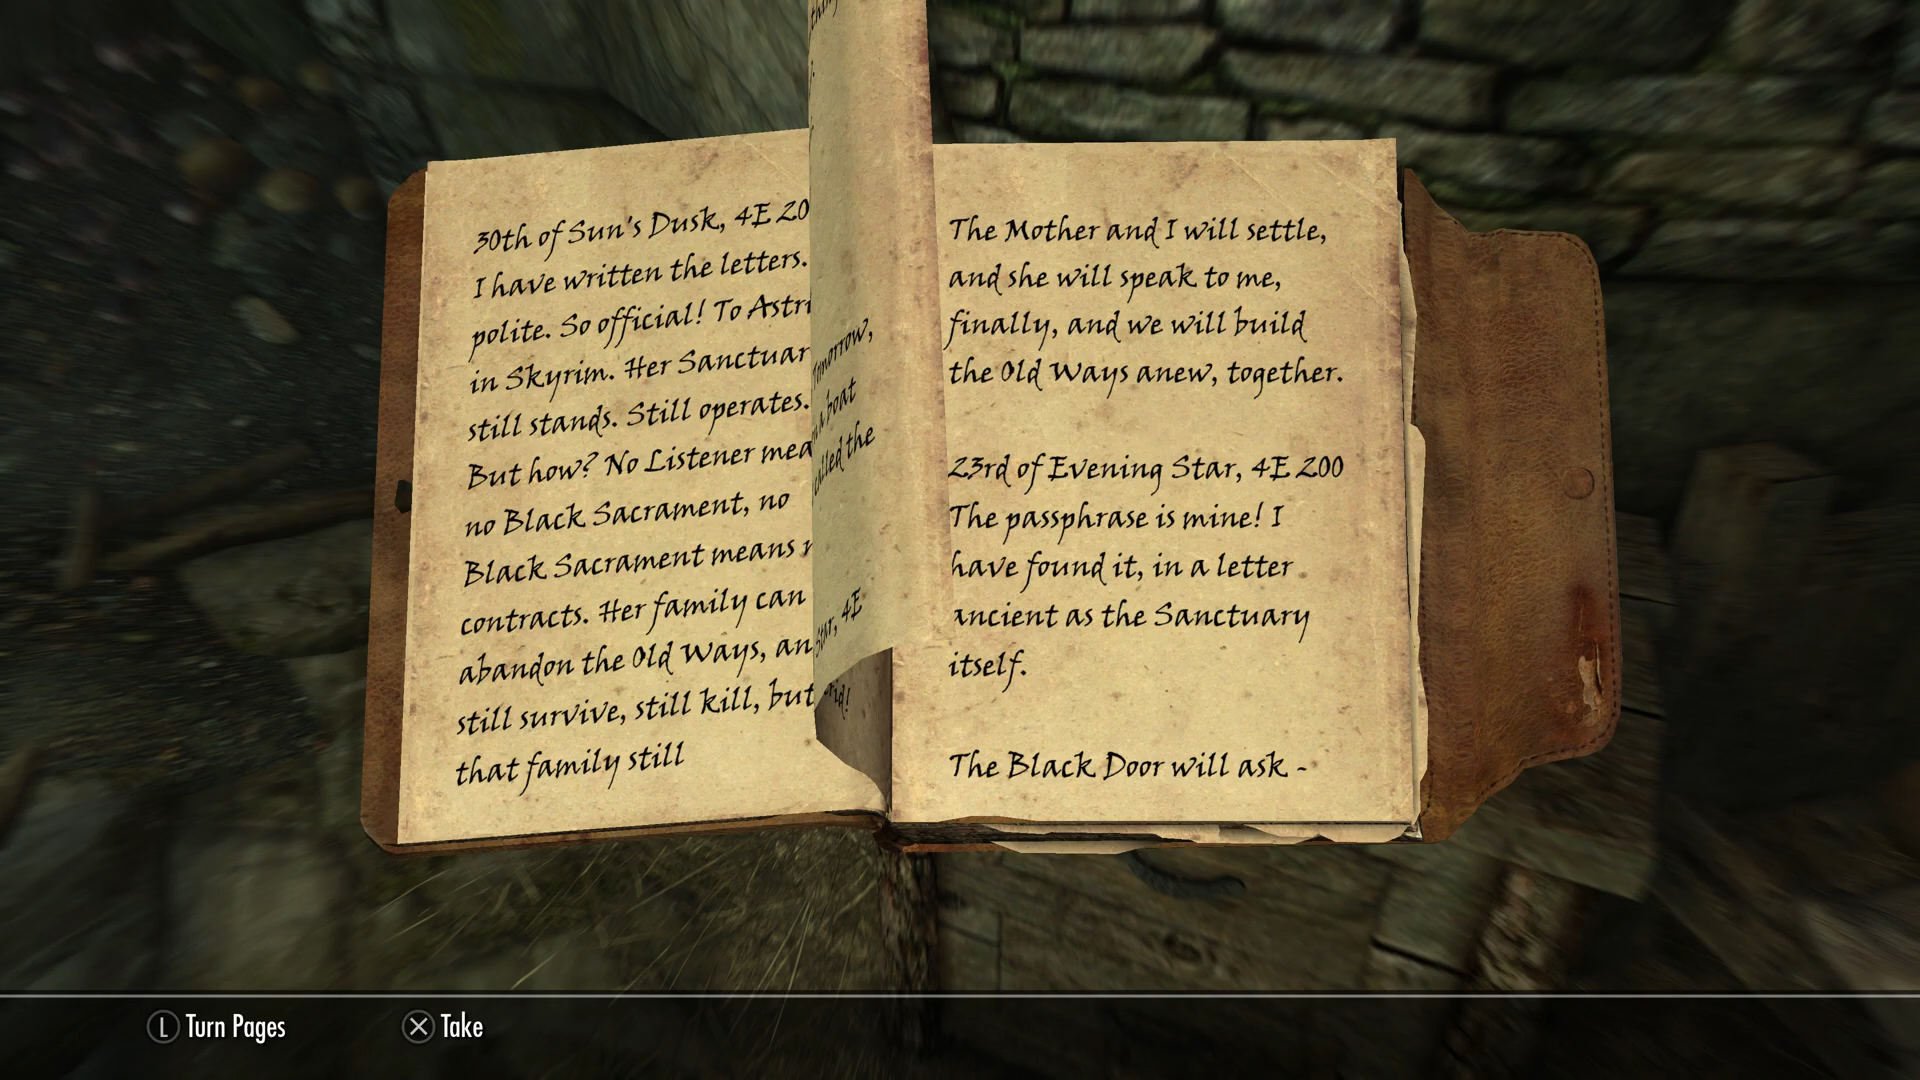 30th of Sun's Dusk, 4E
I have written the letters.
polite. So official! To
in Skyrim. Her
still stands. Still operates.
But how? No Listener
no Black Sacrament, no
Black Sacrament means
contracts. Her family can
abandon the Old Ways,
still survive, still kill, but
that family still
Tomorrow,
boat
called the
Star, 4E
The Mother and I will settle,
and she will speak to me,
finally, and we will build
the Old Ways anew, together.
23rd of Evening Star, 4E 200
The passphrase is mine! I
have found it, in a letter
ancient as the Sanctuary
itself.
The Black Door will ask -
L Turn Pages
X Take